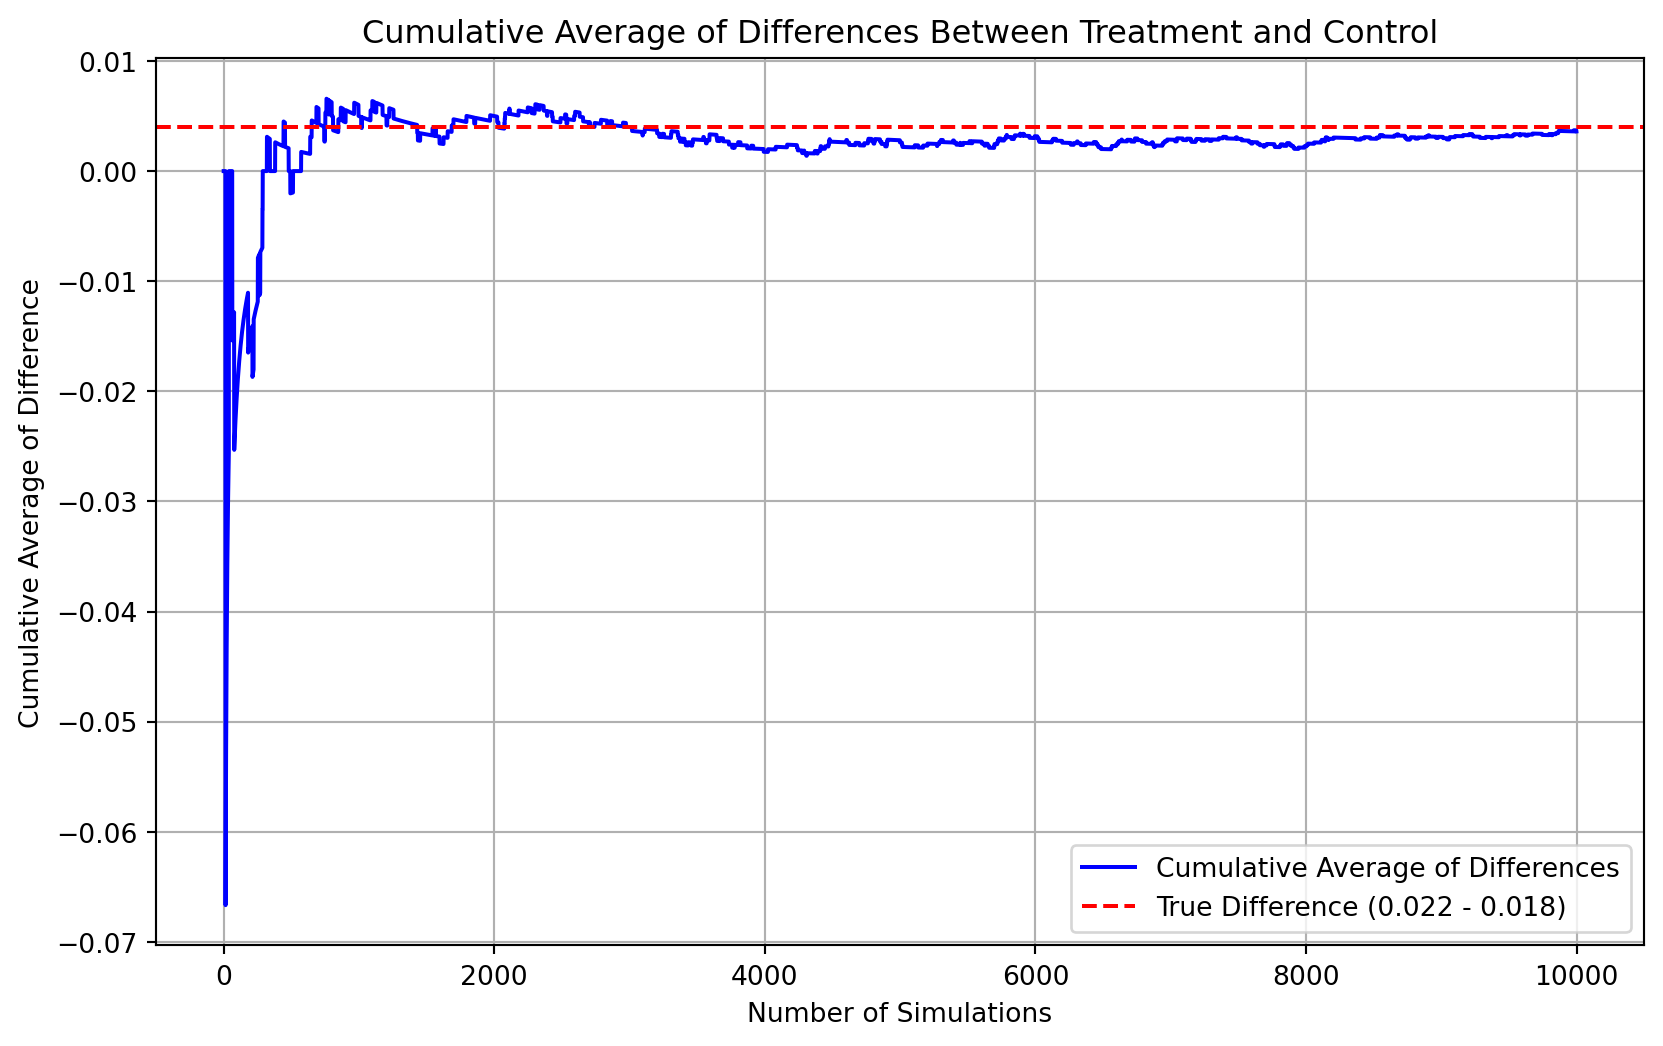 Cumulative Average of Differences Between Treatment and Control
Cumulative Average of Difference
0.01
0.00
−0.01
−0.02
−0.03
−0.04
−0.05
−0.06
−0.07
Cumulative Average of Differences
True Difference (0.022 - 0.018)
0 2000 4000 6000 8000 10000
Number of Simulations